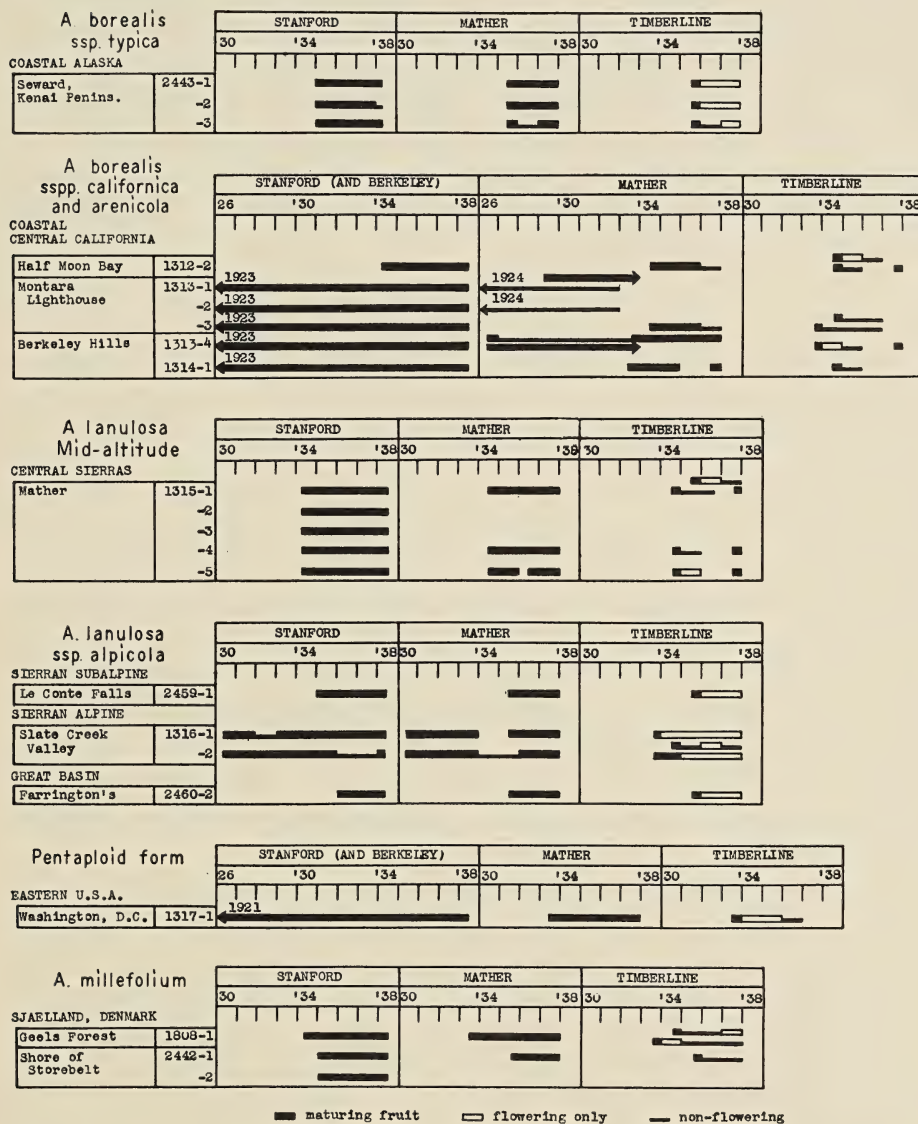 A. borealis
ssp. typica
STANFORD MATHER TIMBERLINE
30 '34 '38 30 '34 '38 30 '34 '38
COASTAL ALASKA
Seward, 2443-1
Kenai Penins. -2
-3
A borealis
sspp. californica
and arenicola
STANFORD (AND BERKELEY) MATHER TIMBERLINE
26 '30 '34 '38 26 '30 '34 '38 30 '34 '38
COASTAL
CENTRAL CALIFORNIA
Half Moon Bay 1312-2
Montara 1313-1 1923 1924
Lighthouse -2 1923 1924
-3 1923
Berkeley Hills 1313-4 1923
1314-1
A lanulosa
Mid-altitude
STANFORD MATHER TIMBERLINE
30 '34 '38 30 '34 '38 30 '34 '38
CENTRAL SIERRAS
Mather 1315-1
-2
-3
-4
-5
A. lanulosa
ssp. alpicola
STANFORD MATHER TIMBERLINE
30 '34 '38 30 '34 '38 30 '34 '38
SIERRAN SUBALPINE
Le Conte Falls 2459-1
SIERRAN ALPINE
Slate Creek 1316-1
Valley -2
GREAT BASIN
Farrington's 2460-2
Pentaploid form
STANFORD (AND BERKELEY) MATHER TIMBERLINE
26 '30 '34 '38 30 '34 '38 30 '34 '38
EASTERN U.S.A.
Washington, D.C. 1317-1 1921
A. millefolium
STANFORD MATHER TIMBERLINE
30 '34 '38 30 '34 '38 30 '34 '38
SJAELLAND, DENMARK
Geels Forest 1808-1
Shore of 2442-1
Storebelt -2
maturing fruit flowering only non-flowering